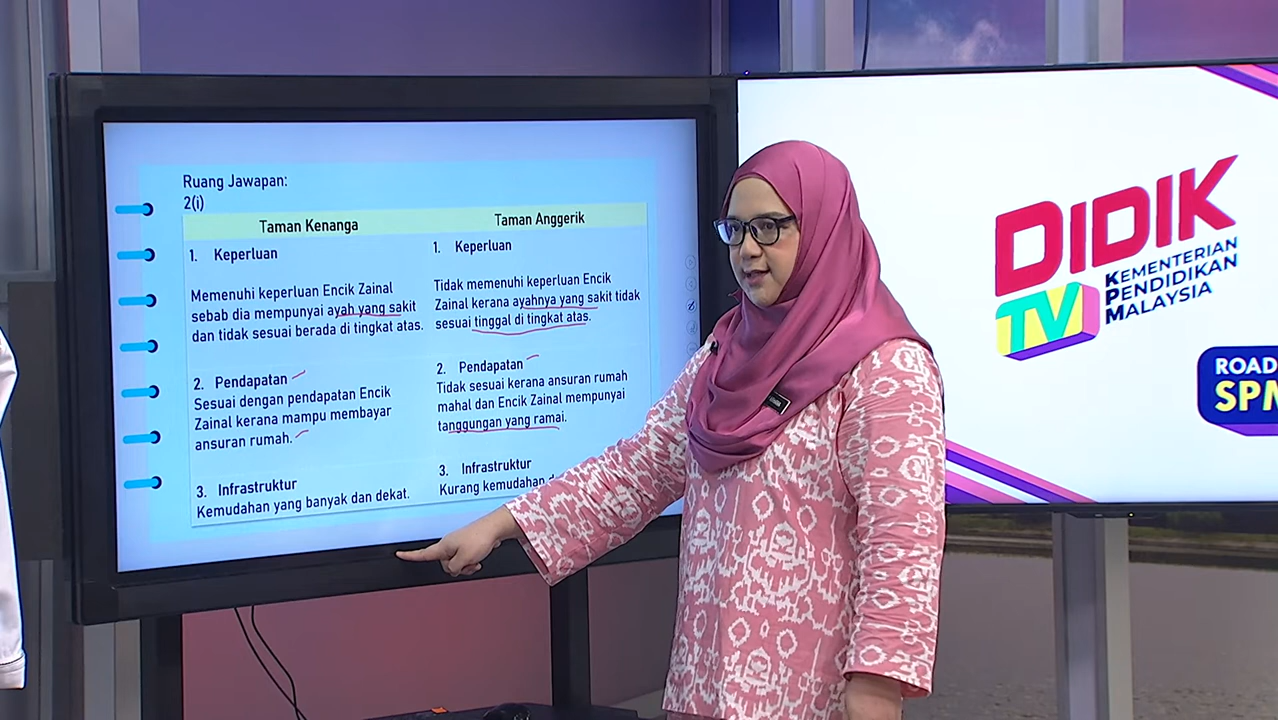 Ruang Jawapan:
2(i)
Taman Kenanga
1. Keperluan
Memenuhi keperluan Encik Zainal
sebab dia mempunyai ayah yang sakit
dan tidak sesuai berada di tingkat atas.
2. Pendapatan
Sesuai dengan pendapatan Encik
Zainal kerana mampu membayar
ansuran rumah.
3. Infrastruktur
Kemudahan yang banyak dan dekat.
Taman Anggerik
1. Keperluan
Tidak memenuhi keperluan Encik
Zainal kerana ayahnya yang sakit tidak
sesuai tinggal di tingkat atas.
2. Pendapatan
Tidak sesuai kerana ansuran rumah
mahal dan Encik Zainal mempunyai
tanggungan yang ramai.
3. Infrastruktur
Kurang kemudahan
DIDIK
TV
KEMENTERIAN
PENDIDIKAN
MALAYSIA
ROAD
SPM